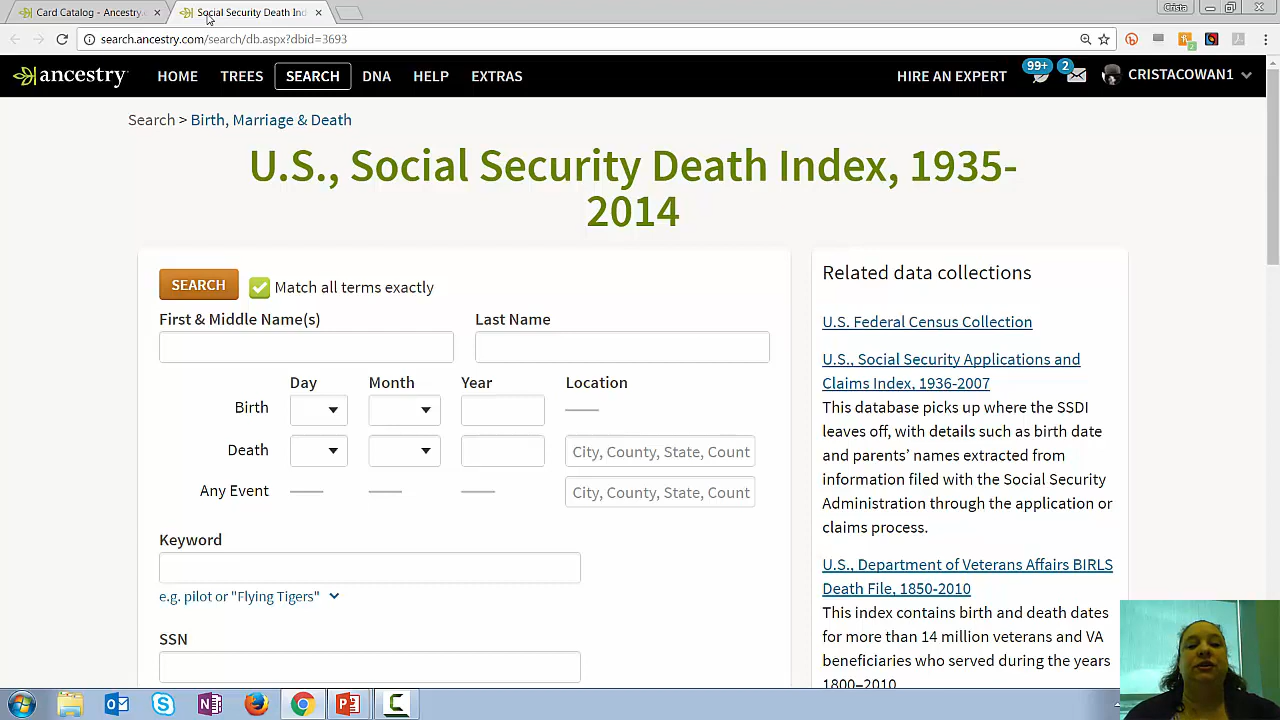 Card Catalog - Ancestry.c
Social Security Death Ind
Crista
search.ancestry.com/search/db.aspx?dbid=3693
2
ancestry
HOME TREES SEARCH DNA HELP EXTRAS
HIRE AN EXPERT 99+ 2 CRISTACOWAN1
Search > Birth, Marriage & Death
U.S., Social Security Death Index, 1935-
2014
SEARCH Match all terms exactly
First & Middle Name(s) Last Name
Day Month Year Location
Birth
Death City, County, State, Count
Any Event City, County, State, Count
Keyword
e.g. pilot or "Flying Tigers"
SSN
Related data collections
U.S. Federal Census Collection
U.S., Social Security Applications and
Claims Index, 1936-2007
This database picks up where the SSDI
leaves off, with details such as birth date
and parents' names extracted from
information filed with the Social Security
Administration through the application or
claims process.
U.S., Department of Veterans Affairs BIRLS
Death File, 1850-2010
This index contains birth and death dates
for more than 14 million veterans and VA
beneficiaries who served during the years
1800–2010